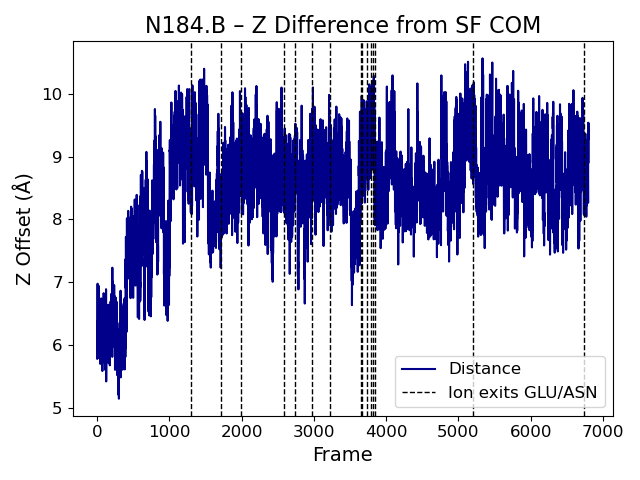 N184.B – Z Difference from SF COM
Z Offset (Å)
10
9
8
7
6
5
Distance
Ion exits GLU/ASN
0 1000 2000 3000 4000 5000 6000 7000
Frame